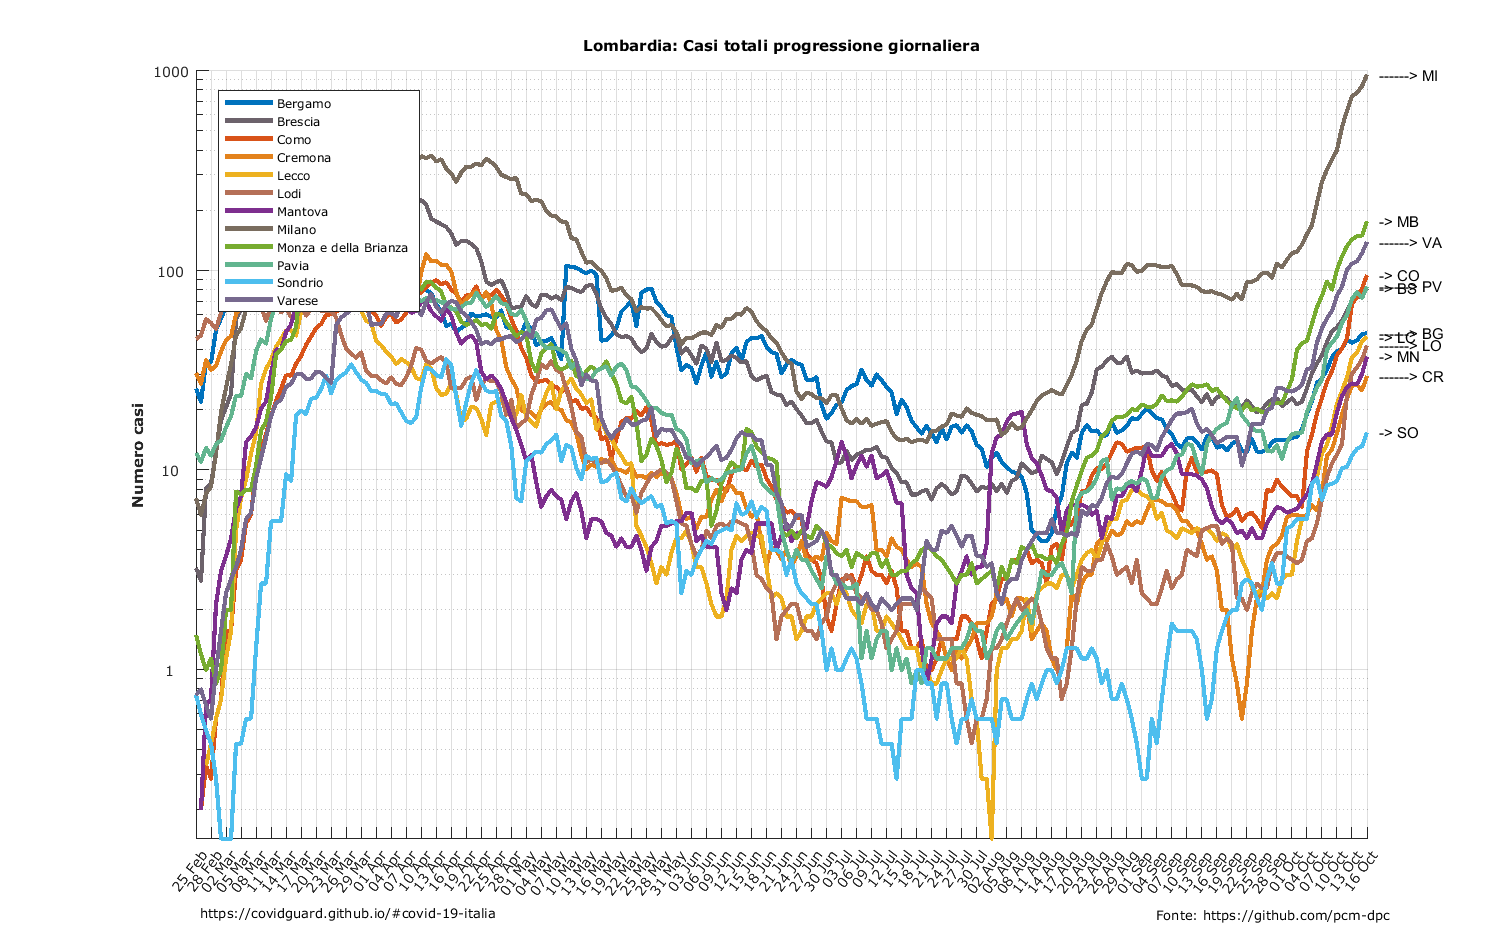 Lombardia: Casi totali progressione giornaliera
1000
100
10
1
Numero casi
Bergamo
Brescia
Como
Cremona
Lecco
Lodi
Mantova
Milano
Monza e della Brianza
Pavia
Sondrio
Varese
------> MI
-> MB
------> VA
-> CO
------> PV
-> BS
------> BG
-> LC
------> LO
-> MN
------> CR
-> SO
25 Feb
28 Feb
02 Mar
05 Mar
08 Mar
11 Mar
14 Mar
17 Mar
20 Mar
23 Mar
26 Mar
29 Mar
01 Apr
04 Apr
07 Apr
10 Apr
13 Apr
16 Apr
19 Apr
22 Apr
25 Apr
28 Apr
01 May
04 May
07 May
10 May
13 May
16 May
19 May
22 May
25 May
28 May
31 May
03 Jun
06 Jun
09 Jun
12 Jun
15 Jun
18 Jun
21 Jun
24 Jun
27 Jun
30 Jun
03 Jul
06 Jul
09 Jul
12 Jul
15 Jul
18 Jul
21 Jul
24 Jul
27 Jul
30 Jul
02 Aug
05 Aug
08 Aug
11 Aug
14 Aug
17 Aug
20 Aug
23 Aug
26 Aug
29 Aug
01 Sep
04 Sep
07 Sep
10 Sep
13 Sep
16 Sep
19 Sep
22 Sep
25 Sep
28 Sep
01 Oct
04 Oct
07 Oct
10 Oct
13 Oct
16 Oct
https://covidguard.github.io/#covid-19-italia
Fonte: https://github.com/pcm-dpc